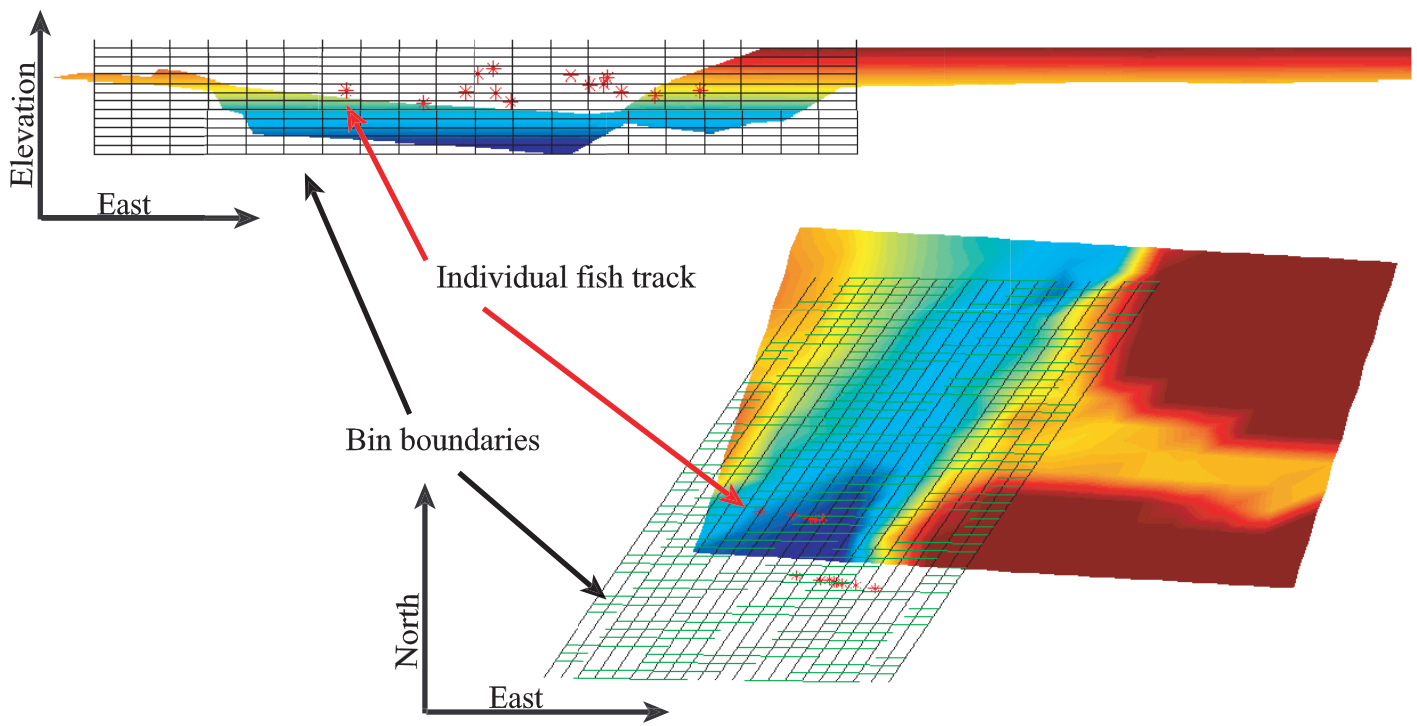 Elevation
East
Individual fish track
Bin boundaries
North
East